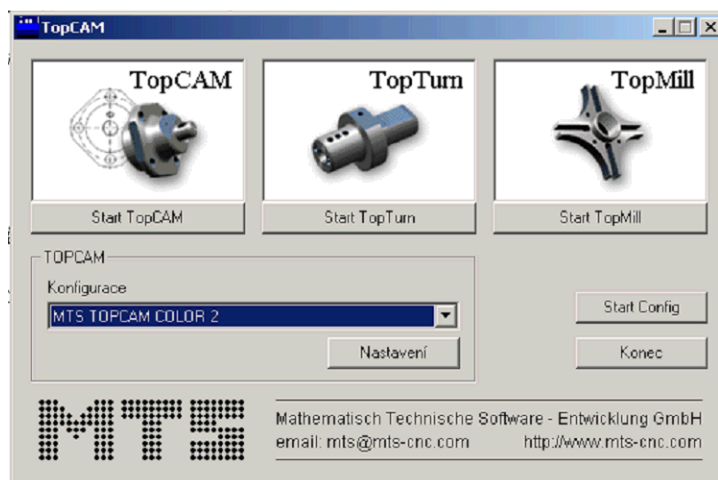 TopCAM
TopCAM
TopTurn
TopMill
Start TopCAM
Start TopTurn
Start TopMill
TOPCAM
Konfigurace
MTS TOPCAM COLOR 2
Nastavení
Start Config
Konec
MTS
Mathematisch Technische Software - Entwicklung GmbH
email: mts@mts-cnc.com http://www.mts-cnc.com